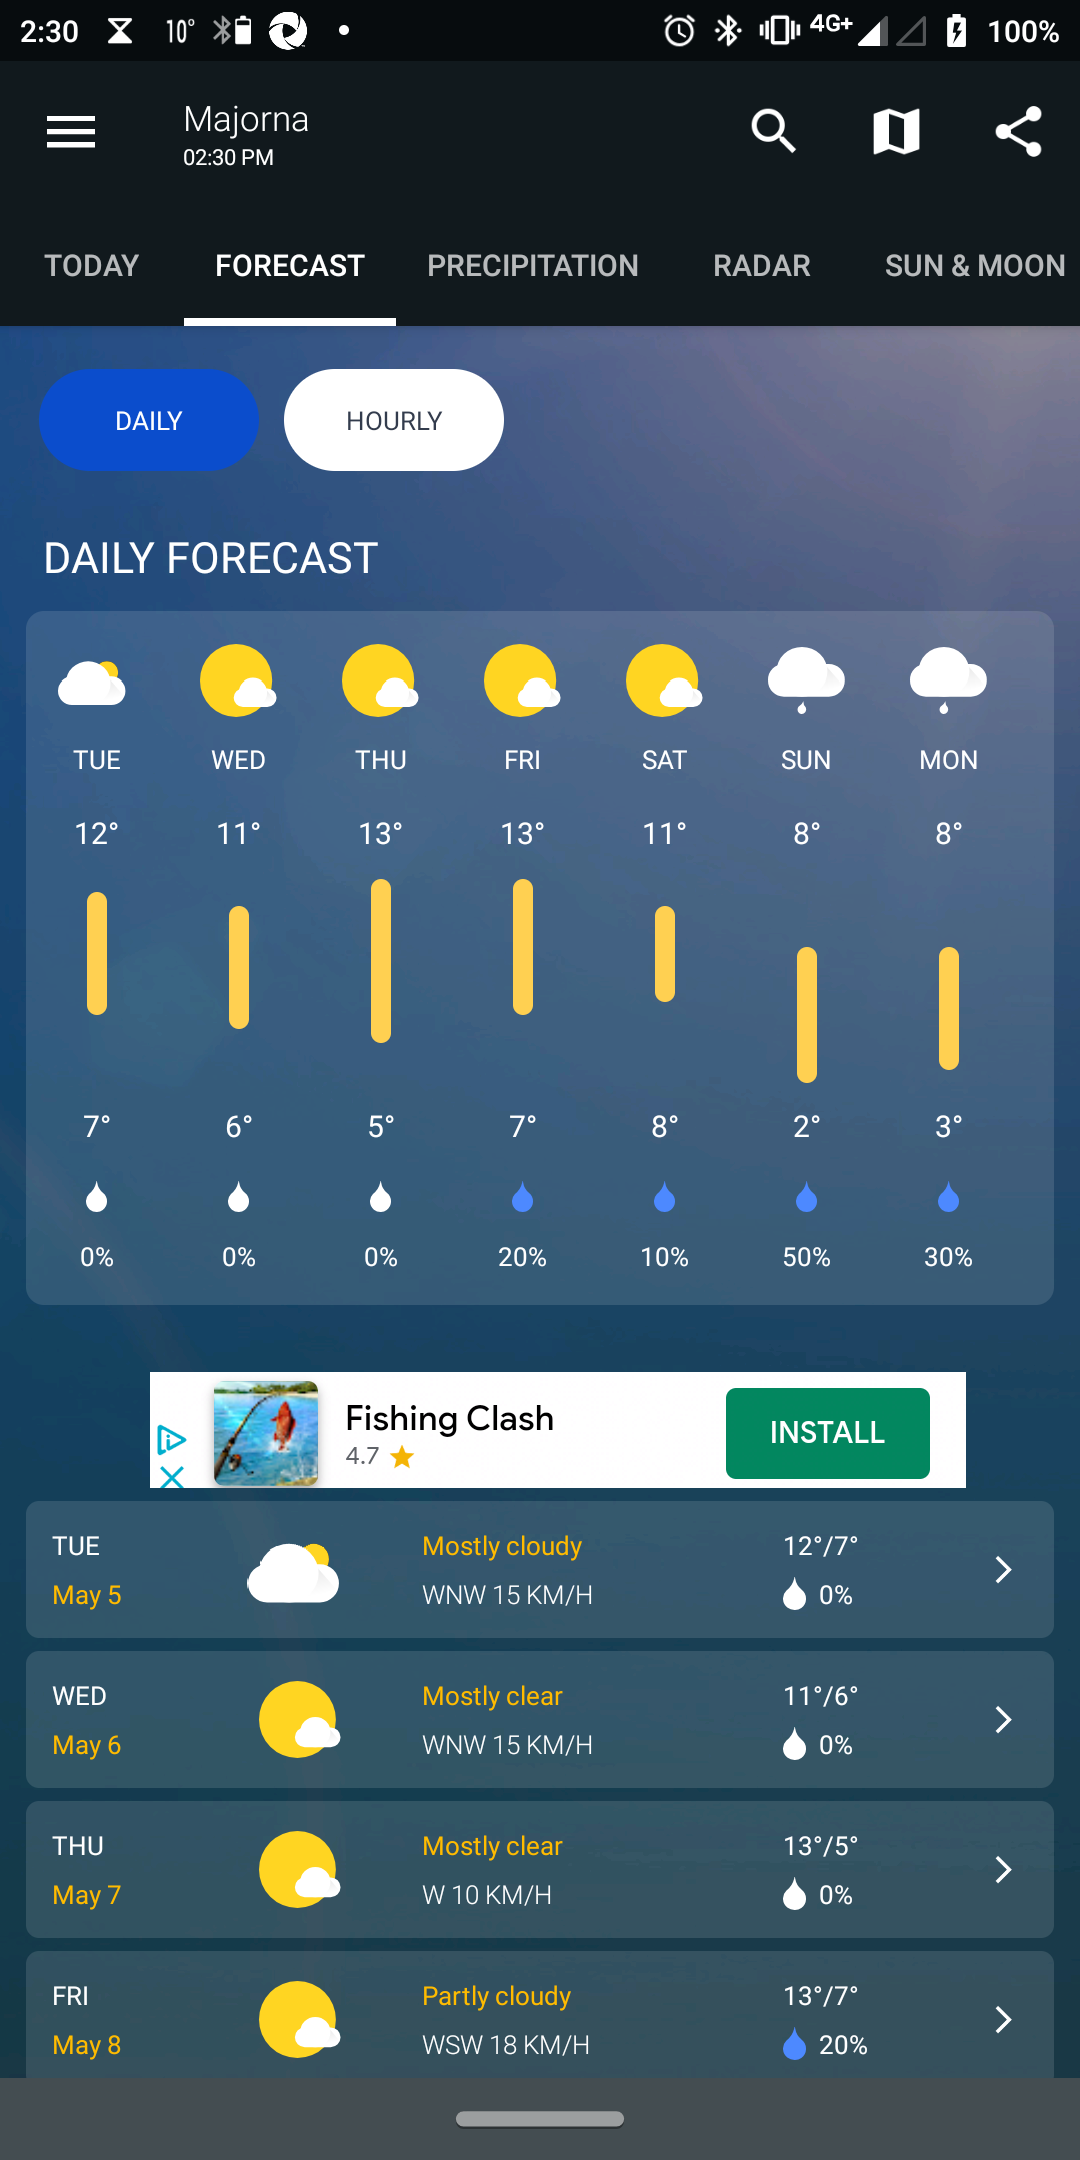 2:30 10° 4G+ 100%
Majorna
02:30 PM
TODAY FORECAST PRECIPITATION RADAR SUN & MOON
DAILY HOURLY
DAILY FORECAST
TUE WED THU FRI SAT SUN MON
12° 11° 13° 13° 11° 8° 8°
7° 6° 5° 7° 8° 2° 3°
0% 0% 0% 20% 10% 50% 30%
Fishing Clash
4.7
INSTALL
TUE Mostly cloudy 12°/7°
May 5 WNW 15 KM/H 0%
WED Mostly clear 11°/6°
May 6 WNW 15 KM/H 0%
THU Mostly clear 13°/5°
May 7 W 10 KM/H 0%
FRI Partly cloudy 13°/7°
May 8 WSW 18 KM/H 20%